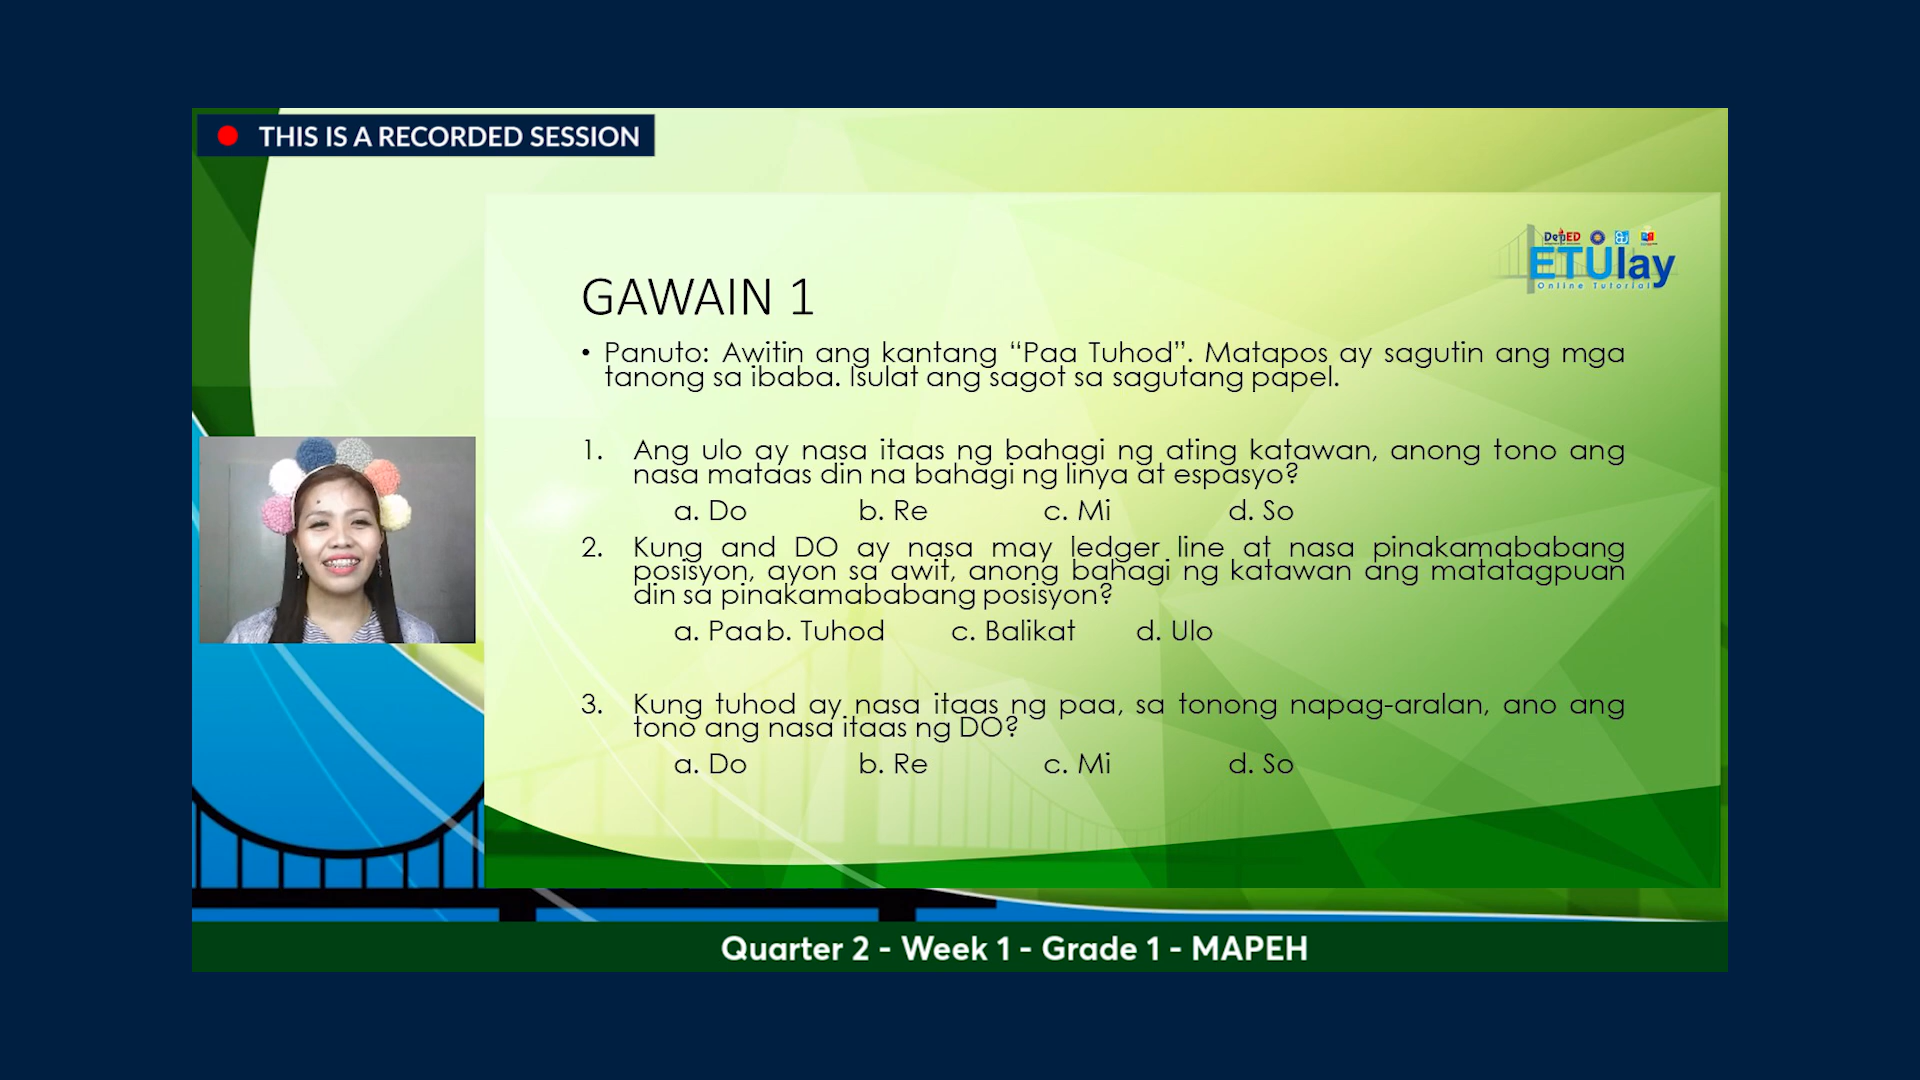 THIS IS A RECORDED SESSION
DepED
ETUlay
Online Tutorial
GAWAIN 1
• Panuto: Awitin ang kantang “Paa Tuhod”. Matapos ay sagutin ang mga
tanong sa ibaba. Isulat ang sagot sa sagutang papel.
1. Ang ulo ay nasa itaas ng bahagi ng ating katawan, anong tono ang
nasa mataas din na bahagi ng linya at espasyo?
a. Do b. Re c. Mi d. So
2. Kung and DO ay nasa may ledger line at nasa pinakamababang
posisyon, ayon sa awit, anong bahagi ng katawan ang matatagpuan
din sa pinakamababang posisyon?
a. Paa b. Tuhod c. Balikat d. Ulo
3. Kung tuhod ay nasa itaas ng paa, sa tonong napag-aralan, ano ang
tono ang nasa itaas ng DO?
a. Do b. Re c. Mi d. So
Quarter 2 - Week 1 - Grade 1 - MAPEH